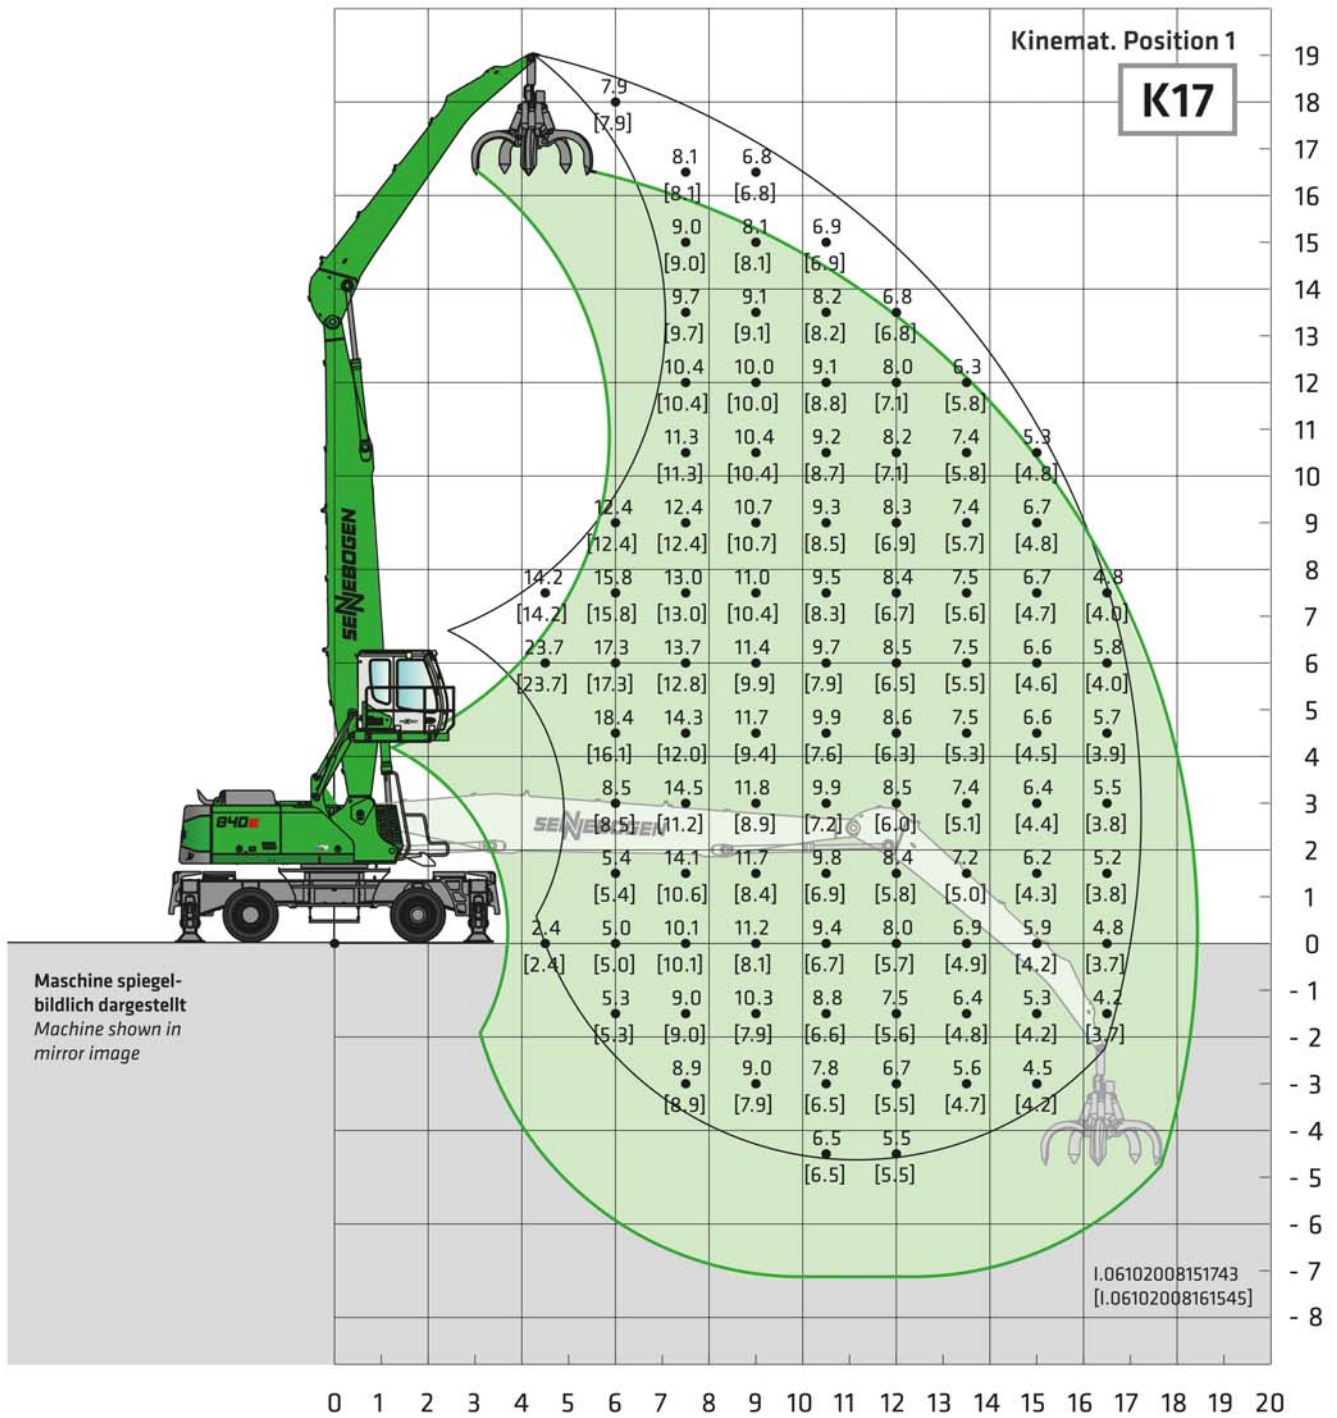 Kinemat. Position 1
K17
7.9
[7.9]
8.1 6.8
[8.1] [6.8]
9.0 8.1 6.9
[9.0] [8.1] [6.9]
9.7 9.1 8.2 6.8
[9.7] [9.1] [8.2] [6.8]
10.4 10.0 9.1 8.0 6.3
[10.4] [10.0] [8.8] [7.1] [5.8]
11.3 10.4 9.2 8.2 7.4 5.3
[11.3] [10.4] [8.7] [7.1] [5.8] [4.8]
12.4 12.4 10.7 9.3 8.3 7.4 6.7
[12.4] [12.4] [10.7] [8.5] [6.9] [5.7] [4.8]
14.2 15.8 13.0 11.0 9.5 8.4 7.5 6.7 4.8
[14.2] [15.8] [13.0] [10.4] [8.3] [6.7] [5.6] [4.7] [4.0]
23.7 17.3 13.7 11.4 9.7 8.5 7.5 6.6 5.8
[23.7] [17.3] [12.8] [9.9] [7.9] [6.5] [5.5] [4.6] [4.0]
18.4 14.3 11.7 9.9 8.6 7.5 6.6 5.7
[16.1] [12.0] [9.4] [7.6] [6.3] [5.3] [4.5] [3.9]
8.5 14.5 11.8 9.9 8.5 7.4 6.4 5.5
[8.5] [11.2] [8.9] [7.2] [6.0] [5.1] [4.4] [3.8]
5.4 14.1 11.7 9.8 8.4 7.2 6.2 5.2
[5.4] [10.6] [8.4] [6.9] [5.8] [5.0] [4.3] [3.8]
2.4 5.0 10.1 11.2 9.4 8.0 6.9 5.9 4.8
[2.4] [5.0] [10.1] [8.1] [6.7] [5.7] [4.9] [4.2] [3.7]
5.3 9.0 10.3 8.8 7.5 6.4 5.3 4.2
[5.3] [9.0] [7.9] [6.6] [5.6] [4.8] [4.2] [3.7]
8.9 9.0 7.8 6.7 5.6 4.5
[8.9] [7.9] [6.5] [5.5] [4.7] [4.2]
6.5 5.5
[6.5] [5.5]
SENNEBOGEN
840E
SENNEBOGEN
Maschine spiegel-
bildlich dargestellt
Machine shown in
mirror image
I.06102008151743
[I.06102008161545]
19
18
17
16
15
14
13
12
11
10
9
8
7
6
5
4
3
2
1
0
- 1
- 2
- 3
- 4
- 5
- 6
- 7
- 8
0 1 2 3 4 5 6 7 8 9 10 11 12 13 14 15 16 17 18 19 20